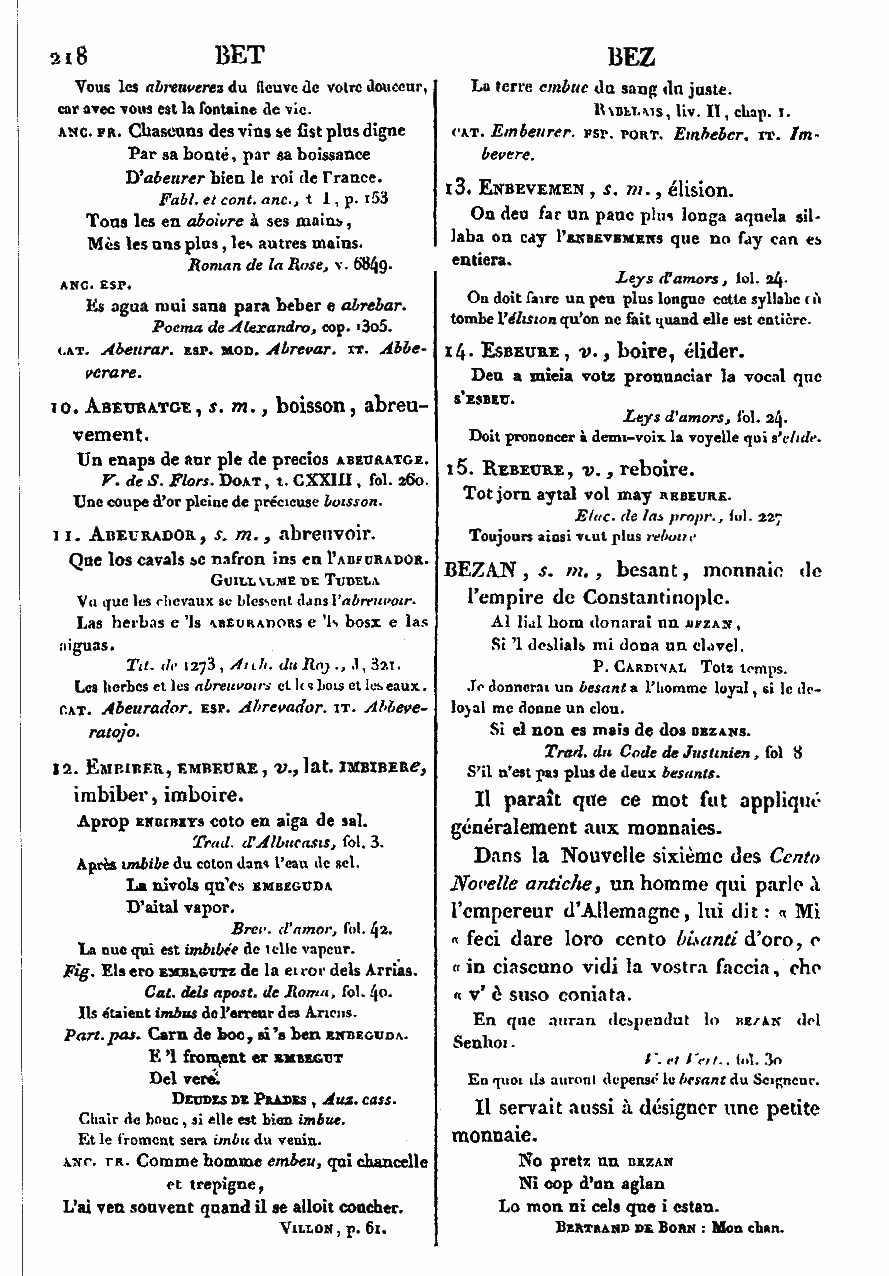 218 BET BEZ
Vous les abreuverez du fleuve de votre douceur,
car avec vous est la fontaine de vie.
ANC. FR. Chascuns des vins se fist plus digne
Par sa bonté, par sa boissance
D'abeurer bien le roi de France.
Fabl. et cont. anc., t. I, p. 153
Tous les en aboivre à ses mains,
Mès les uns plus, les autres mains.
Roman de la Rose, v. 6849.
ANC. ESP.
Es agua mui sana para beber e abrebar.
Poema de Alexandro, cop. 1305.
CAT. Abeurar. ESP. MOD. Abrevar. IT. Abbe-
verare.
10. ABEURATGE, s. m., boisson, abreu-
vement.
Un enaps de aur ple de precios ABEURATGE.
V. de S. Flors. DOAT, t. CXXIII, fol. 260.
Une coupe d'or pleine de précieuse boisson.
11. ABEURADOR, s. m., abreuvoir.
Que los cavals se nafron ins en l'ABEURADOR.
GUILLAUME DE TUDELA
Vu que les chevaux se blessent dans l'abreuvoir.
Las herbas e 'ls ABEURADORS e 'ls bosx e las
aiguas.
Tit. de 1273, Arch. du Roy., J, 321.
Les herbes et les abreuvoirs et les bois et les eaux.
CAT. Abeurador. ESP. Abrevador. IT. Abbeve-
ratojo.
12. EMBIBER, EMBEURE, v., lat. IMBIBERe,
imbiber, imboire.
Aprop ENBIBETS coto en aiga de sal.
Trad. d'Albucasis, fol. 3.
Après imbibe du coton dans l'eau de sel.
La nivols qu'es EMBEGUDA
D'aital vapor.
Brev. d'amor, fol. 42.
La nue qui est imbibée de telle vapeur.
Fig. Els ero EMBEGUTZ de la error dels Arrias.
Cat. dels apost. de Roma, fol. 40.
Ils étaient imbus de l'erreur des Ariens.
Part. pas. Carn de boc, si 's ben ENBEGUDA.
E 'l froment er EMBEGUT
Del vere.
DEUDES DE PRADES, Auz. cass.
Chair de bouc, si elle est bien imbue.
Et le froment sera imbu du venin.
ANC. FR. Comme homme embeu, qui chancelle
et trepigne,
L'ai veu souvent quand il se alloit coucher.
VILLON, p. 61.
La terre embue du sang du juste.
RABELAIS, liv. II, chap. 1.
CAT. Embeurer. ESP. PORT. Embeber. IT. Im-
bevere.
13. ENBEVEMEN, s. m., élision.
On deu far un pauc plus longa aquela sil-
laba on cay l'ENBEVEMENS que no fay can es
entiera.
Leys d'amors, fol. 24.
On doit faire un peu plus longue cette syllabe où
tombe l'élision qu'on ne fait quand elle est entière.
14. ESBEURE, v., boire, élider.
Deu a mieia votz pronunciar la vocal que
s'ESBEU.
Leys d'amors, fol. 24.
Doit prononcer à demi-voix la voyelle qui s'elide.
15. REBEURE, v., reboire.
Tot jorn aytal vol may REBEURE.
Eluc. de las propr., fol. 227
Toujours ainsi veut plus reboire
BEZAN, s. m., besant, monnaie de
l'empire de Constantinople.
Al lial hom donarai un BEZAN,
Si 'l deslials mi dona un clavel.
P. CARDINAL Totz temps.
Je donnerai un besant à l'homme loyal, si le de-
loyal me donne un clou.
Si el non es mais de dos BEZANS.
Trad. du Code de Justinien, fol 8
S'il n'est pas plus de deux besants.
Il paraît que ce mot fut appliqué
généralement aux monnaies.
Dans la Nouvelle sixième des Cento
Novelle antiche, un homme qui parle à
l'empereur d'Allemagne, lui dit : « Mi
« feci dare loro cento bisanti d'oro, e
« in ciascuno vidi la vostra faccia, che
« v' è suso coniata.
En que auran despendut lo BEZAN del
Senhor.
V. et Vert., fol. 30
En quoi ils auront depensé le besant du Seigneur.
Il servait aussi à désigner une petite
monnaie.
No pretz un BEZAN
Ni cop d'un aglan
Lo mon ni cels que i estan.
BERTRAND DE BORN : Mon chan.